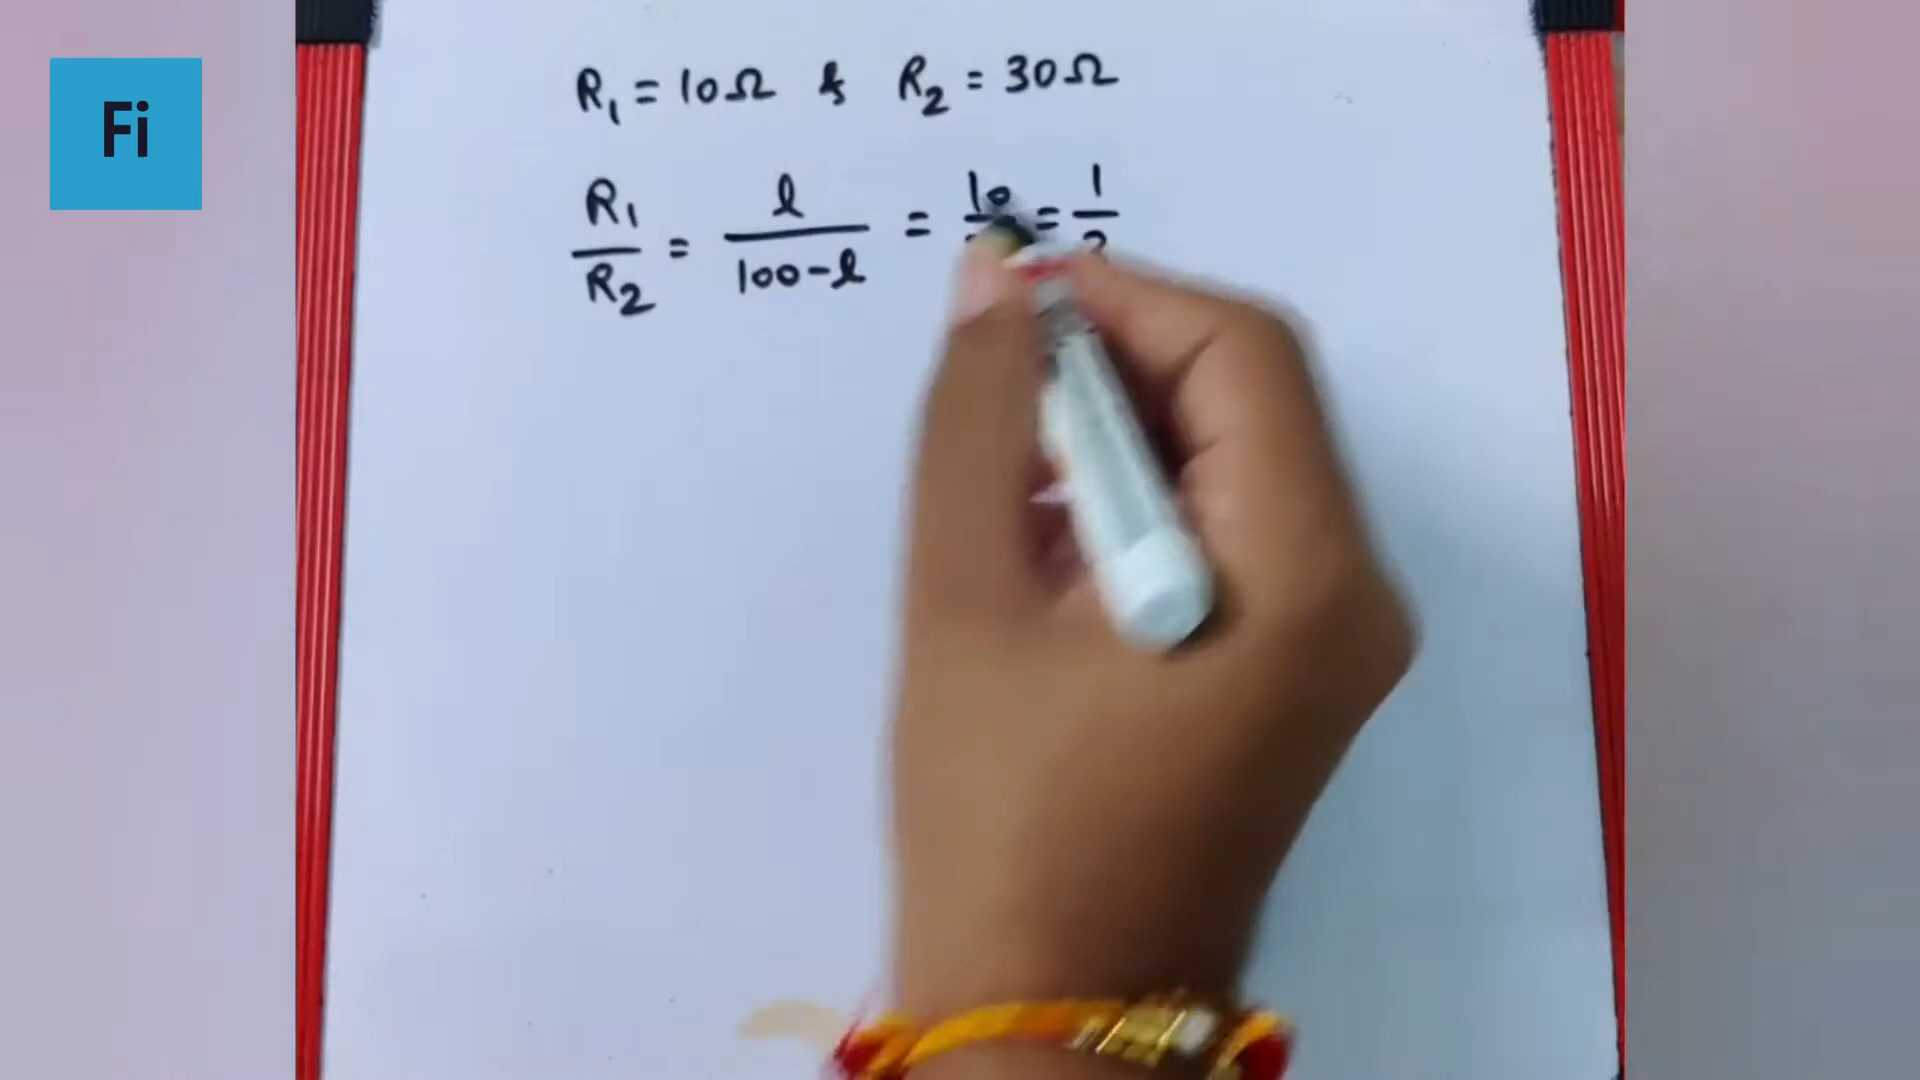 Fi
R₁ = 10Ω & R₂ = 30Ω
R₁/R₂ = l/(100-l) = 10/ = 1/